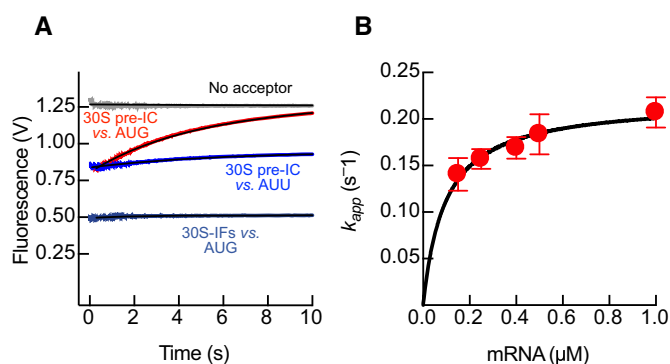 A
Fluorescence (V)
1.25
1.00
0.75
0.50
0.25
No acceptor
30S pre-IC
vs. AUG
30S pre-IC
vs. AUU
30S-IFs vs.
AUG
0 2 4 6 8 10
Time (s)
B
kapp (s−1)
0.25
0.20
0.15
0.10
0.05
0.00
0.0 0.2 0.4 0.6 0.8 1.0
mRNA (μM)